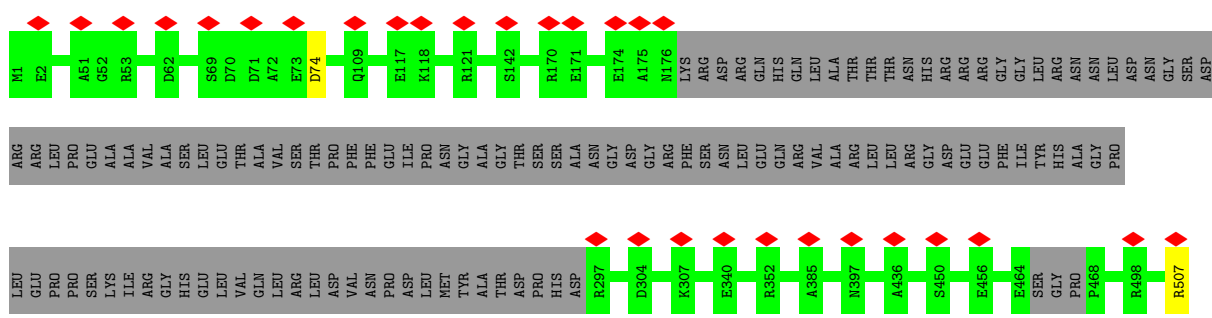 M1 E2 A51 G52 R53 D62 S69 D70 D71 A72 E73 D74 Q109 E117 K118 R121 S142 R170 E171 E174 A175 N176 LYS ARG ASP ARG GLN HIS GLN LEU ALA THR THR THR ASN HIS ARG ARG ARG GLY GLY LEU ARG ASN ASN LEU ASP ASN GLY SER ASP
ARG ARG LEU PRO GLU ALA ALA VAL ALA SER LEU GLU THR ALA VAL SER THR PRO PHE PHE GLU ILE PRO ASN GLY ALA GLY THR SER SER ALA ASN GLY ASP GLY ARG PHE SER ASN LEU GLU GLN ARG VAL ALA ARG LEU LEU ARG GLY ASP GLU GLU PHE ILE TYR HIS ALA GLY PRO
LEU GLU PRO PRO SER LYS ILE ARG GLY HIS GLU LEU VAL GLN LEU ARG LEU ASP VAL ASN PRO ASP LEU MET TYR ALA THR ASP PRO HIS ASP R297 D304 K307 E340 R352 A385 N397 A436 S450 E456 E464 SER GLY PRO P468 R498 R507